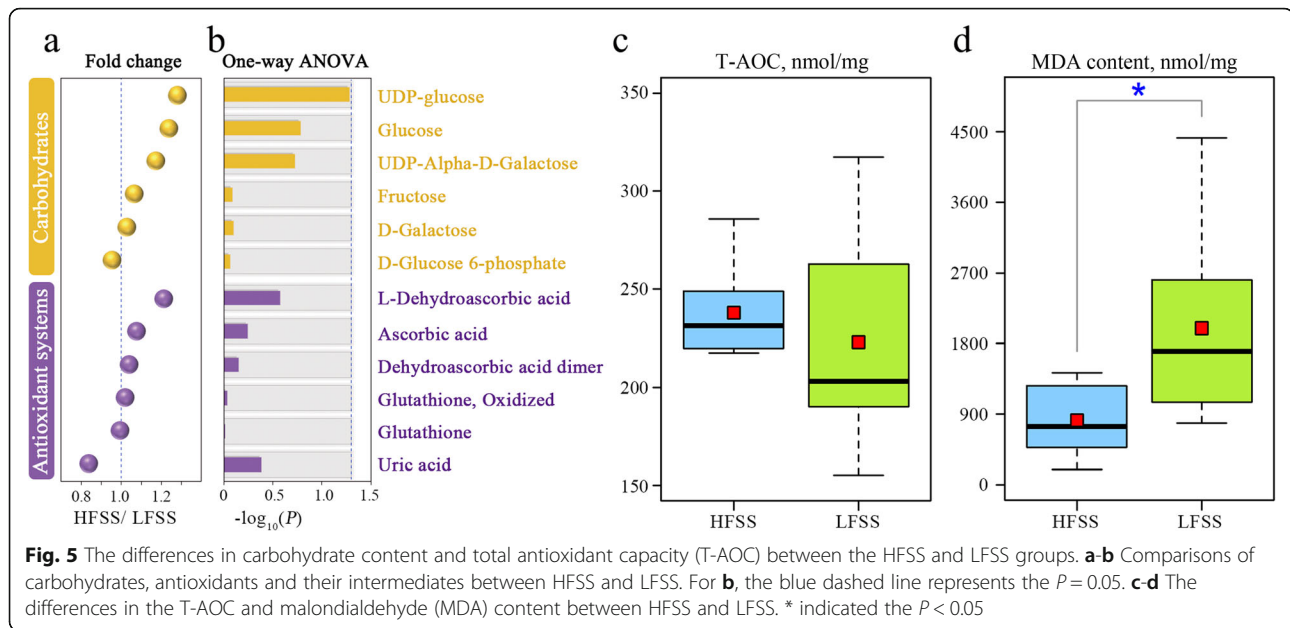 a
Fold change
Carbohydrates
Antioxidant systems
0.8 1.0 1.2
HFSS/ LFSS
b
One-way ANOVA
UDP-glucose
Glucose
UDP-Alpha-D-Galactose
Fructose
D-Galactose
D-Glucose 6-phosphate
L-Dehydroascorbic acid
Ascorbic acid
Dehydroascorbic acid dimer
Glutathione, Oxidized
Glutathione
Uric acid
0 0.5 1.0 1.5
-log10(P)
c
T-AOC, nmol/mg
350
300
250
200
150
HFSS LFSS
d
MDA content, nmol/mg
*
4500
3600
2700
1800
900
0
HFSS LFSS
Fig. 5 The differences in carbohydrate content and total antioxidant capacity (T-AOC) between the HFSS and LFSS groups. a-b Comparisons of
carbohydrates, antioxidants and their intermediates between HFSS and LFSS. For b, the blue dashed line represents the P = 0.05. c-d The
differences in the T-AOC and malondialdehyde (MDA) content between HFSS and LFSS. * indicated the P < 0.05